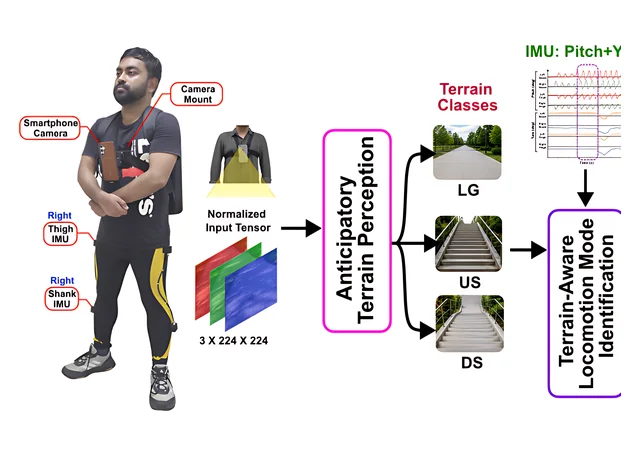 IMU: Pitch+Y
Camera
Mount
Smartphone
Camera
Terrain
Classes
Anticipatory
Terrain Perception
LG
Normalized
Input Tensor
Right
Thigh
IMU
Right
Shank
IMU
US
Terrain-Aware
Locomotion Mode
Identification
3 X 224 X 224
DS